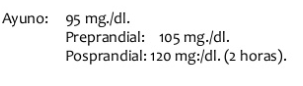 Ayuno: 95 mg./dl.
Preprandial: 105 mg./dl.
Posprandial: 120 mg:/dl. (2 horas).